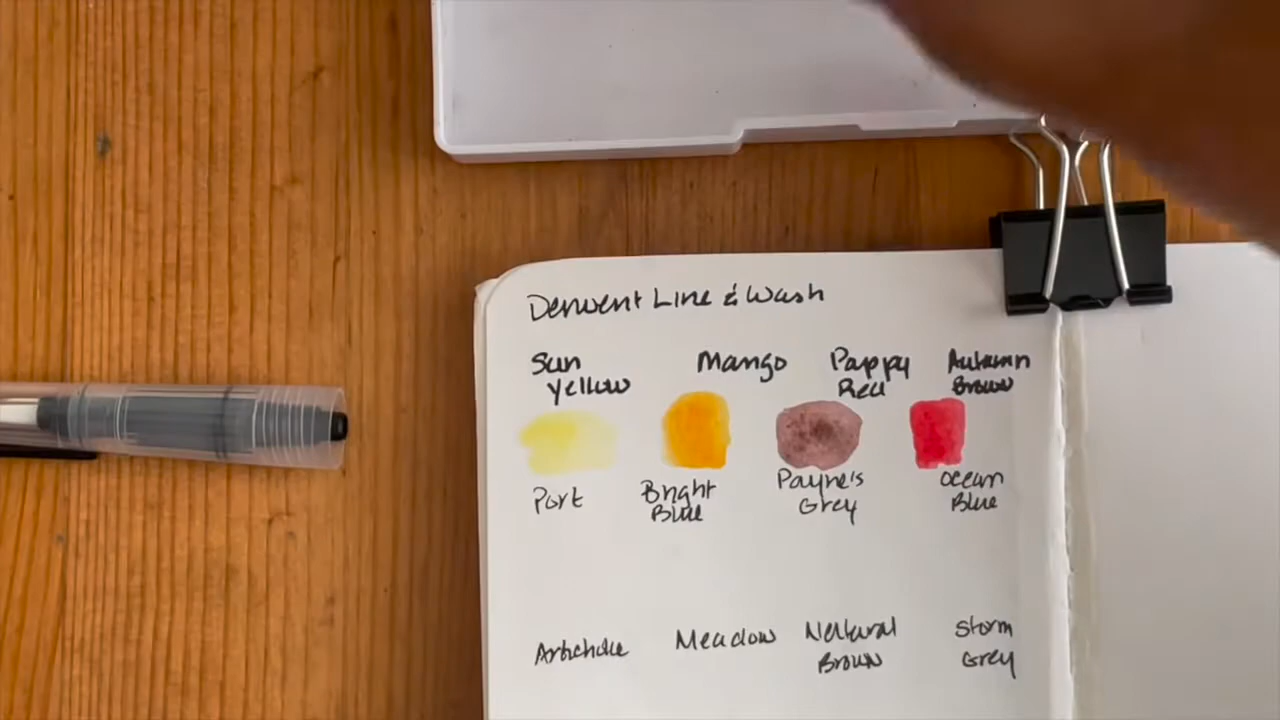 Derwent Line & Wash
Sun Mango Poppy Autumn
Yellow Red Brown
Port Bright Payne's Ocean
Blue Grey Blue
Artichoke Meadow Natural Storm
Brown Grey